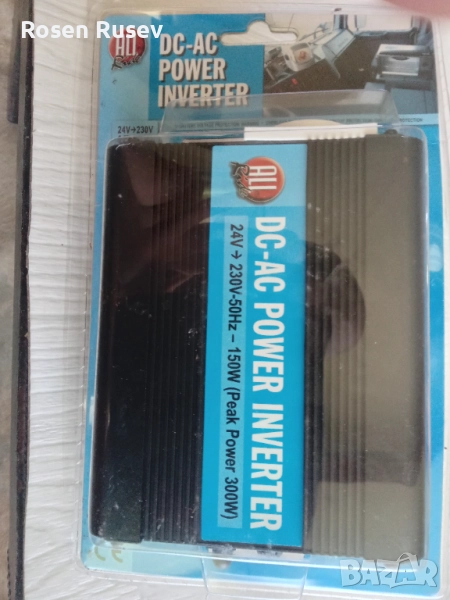 Rosen Rusev
ALL
Ride
DC-AC
POWER
INVERTER
24V→230V
ALL
Ride
DC-AC POWER INVERTER
24V → 230V-50Hz – 150W (Peak Power 300W)
BAZAR